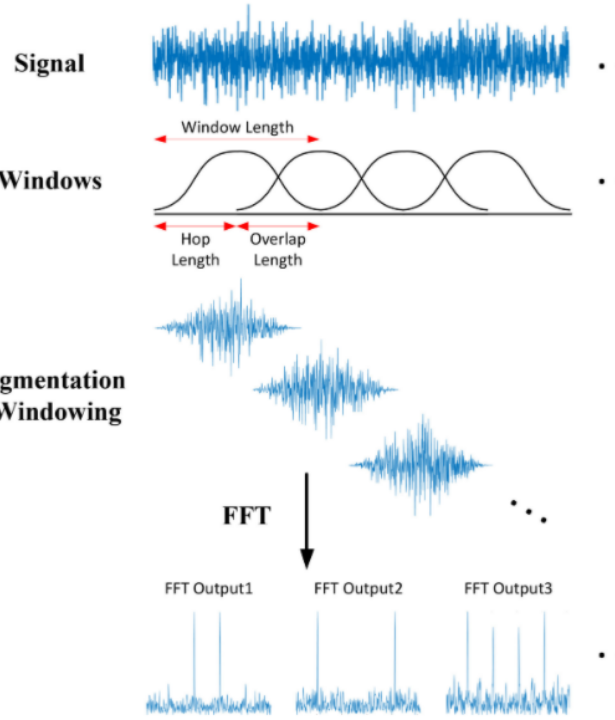 Signal
Window Length
Windows
Hop
Length
Overlap
Length
gmentation
Windowing
FFT
FFT Output1
FFT Output2
FFT Output3